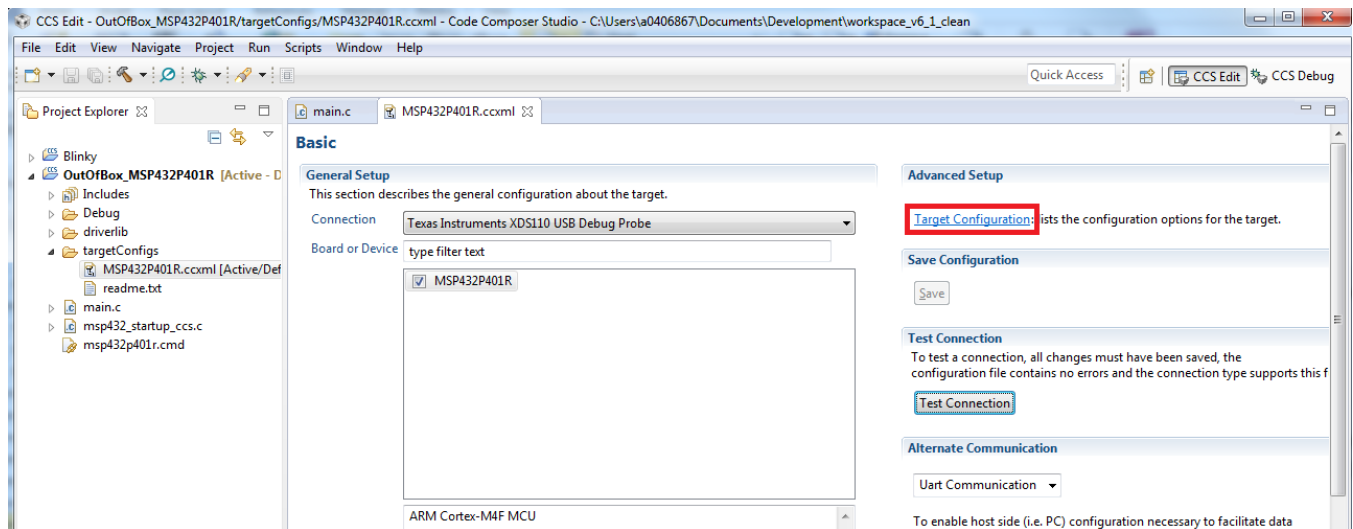 CCS Edit - OutOfBox_MSP432P401R/targetConfigs/MSP432P401R.ccxml - Code Composer Studio - C:\Users\a0406867\Documents\Development\workspace_v6_1_clean
File Edit View Navigate Project Run Scripts Window Help
Quick Access CCS Edit CCS Debug
Project Explorer
Blinky
OutOfBox_MSP432P401R [Active - D
Includes
Debug
driverlib
targetConfigs
MSP432P401R.ccxml [Active/Def
readme.txt
main.c
msp432_startup_ccs.c
msp432p401r.cmd
main.c MSP432P401R.ccxml
Basic
General Setup
This section describes the general configuration about the target.
Connection Texas Instruments XDS110 USB Debug Probe
Board or Device type filter text
MSP432P401R
ARM Cortex-M4F MCU
Advanced Setup
Target Configuration: ists the configuration options for the target.
Save Configuration
Save
Test Connection
To test a connection, all changes must have been saved, the
configuration file contains no errors and the connection type supports this f
Test Connection
Alternate Communication
Uart Communication
To enable host side (i.e. PC) configuration necessary to facilitate data